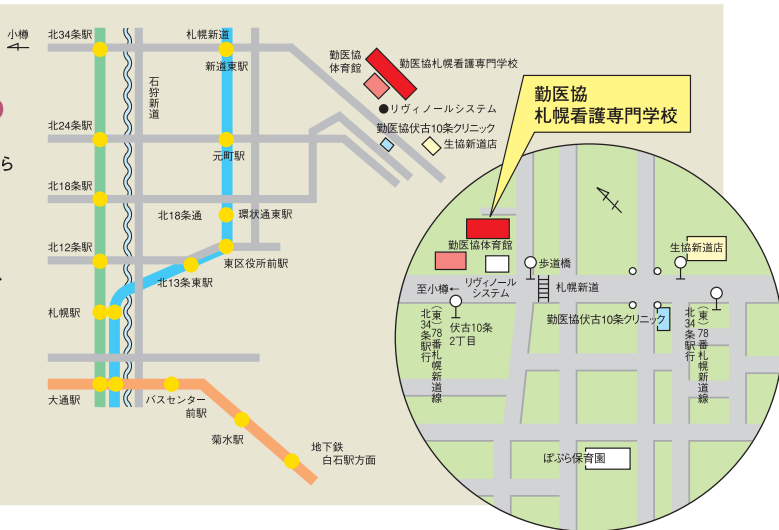 小樽
北34条駅
札幌新道
新道東駅
石狩新道
北24条駅
元町駅
北18条駅
北18条通
環状通東駅
北12条駅
東区役所前駅
北13条東駅
札幌駅
大通駅
バスセンター
前駅
菊水駅
地下鉄
白石駅方面
ら
勤医協
体育館
勤医協札幌看護専門学校
●リヴィノールシステム
勤医協伏古10条クリニック
生協新道店
勤医協
札幌看護専門学校
勤医協体育館
リヴィノール
システム
歩道橋
生協新道店
至小樽←
札幌新道
勤医協伏古10条クリニック
伏古10条
2丁目
(東)78番札幌新道線
北34条駅行
(東)78番札幌新道線
北34条駅行
ぽぷら保育園